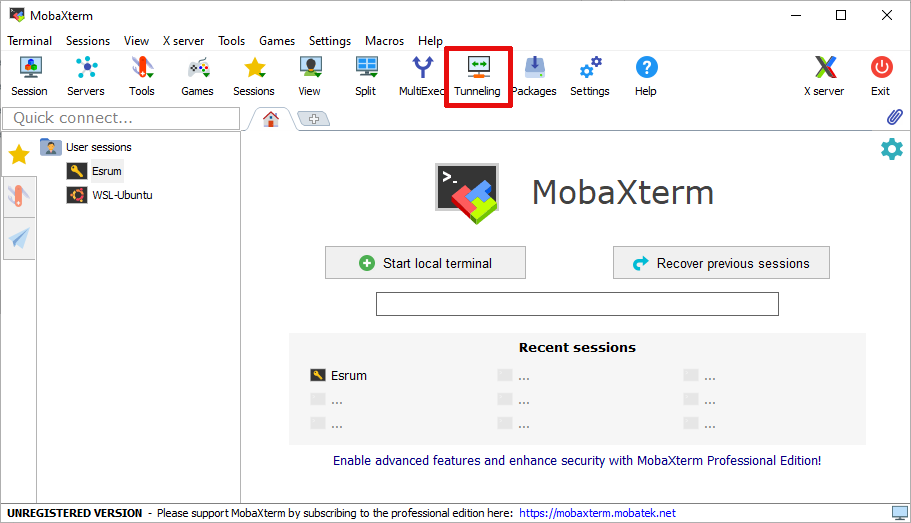 MobaXterm
Terminal Sessions View X server Tools Games Settings Macros Help
Session Servers Tools Games Sessions View Split MultiExec Tunneling Packages Settings Help X server Exit
Quick connect...
User sessions
Esrum
WSL-Ubuntu
>_
MobaXterm
Start local terminal Recover previous sessions
Recent sessions
Esrum ... ...
... ... ...
... ... ...
Enable advanced features and enhance security with MobaXterm Professional Edition!
UNREGISTERED VERSION - Please support MobaXterm by subscribing to the professional edition here: https://mobaxterm.mobatek.net